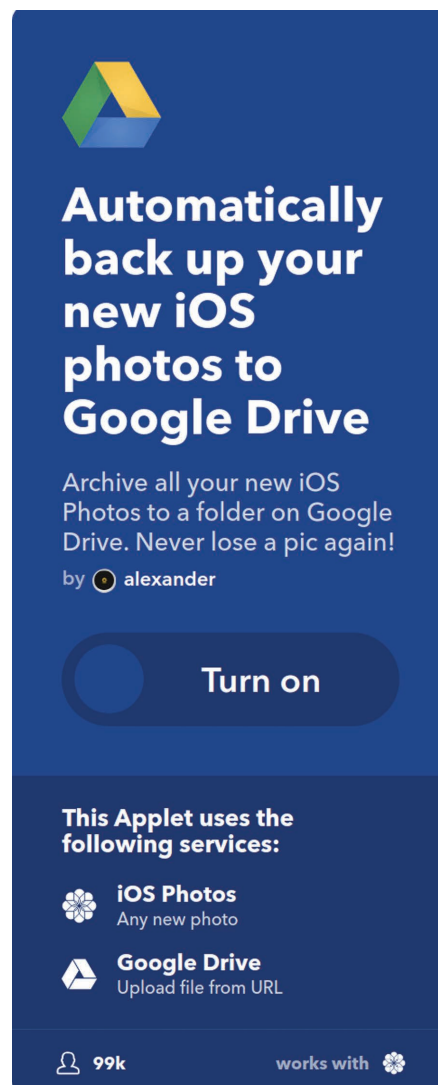 Automatically
back up your
new iOS
photos to
Google Drive
Archive all your new iOS
Photos to a folder on Google
Drive. Never lose a pic again!
by alexander
Turn on
This Applet uses the
following services:
iOS Photos
Any new photo
Google Drive
Upload file from URL
99k works with